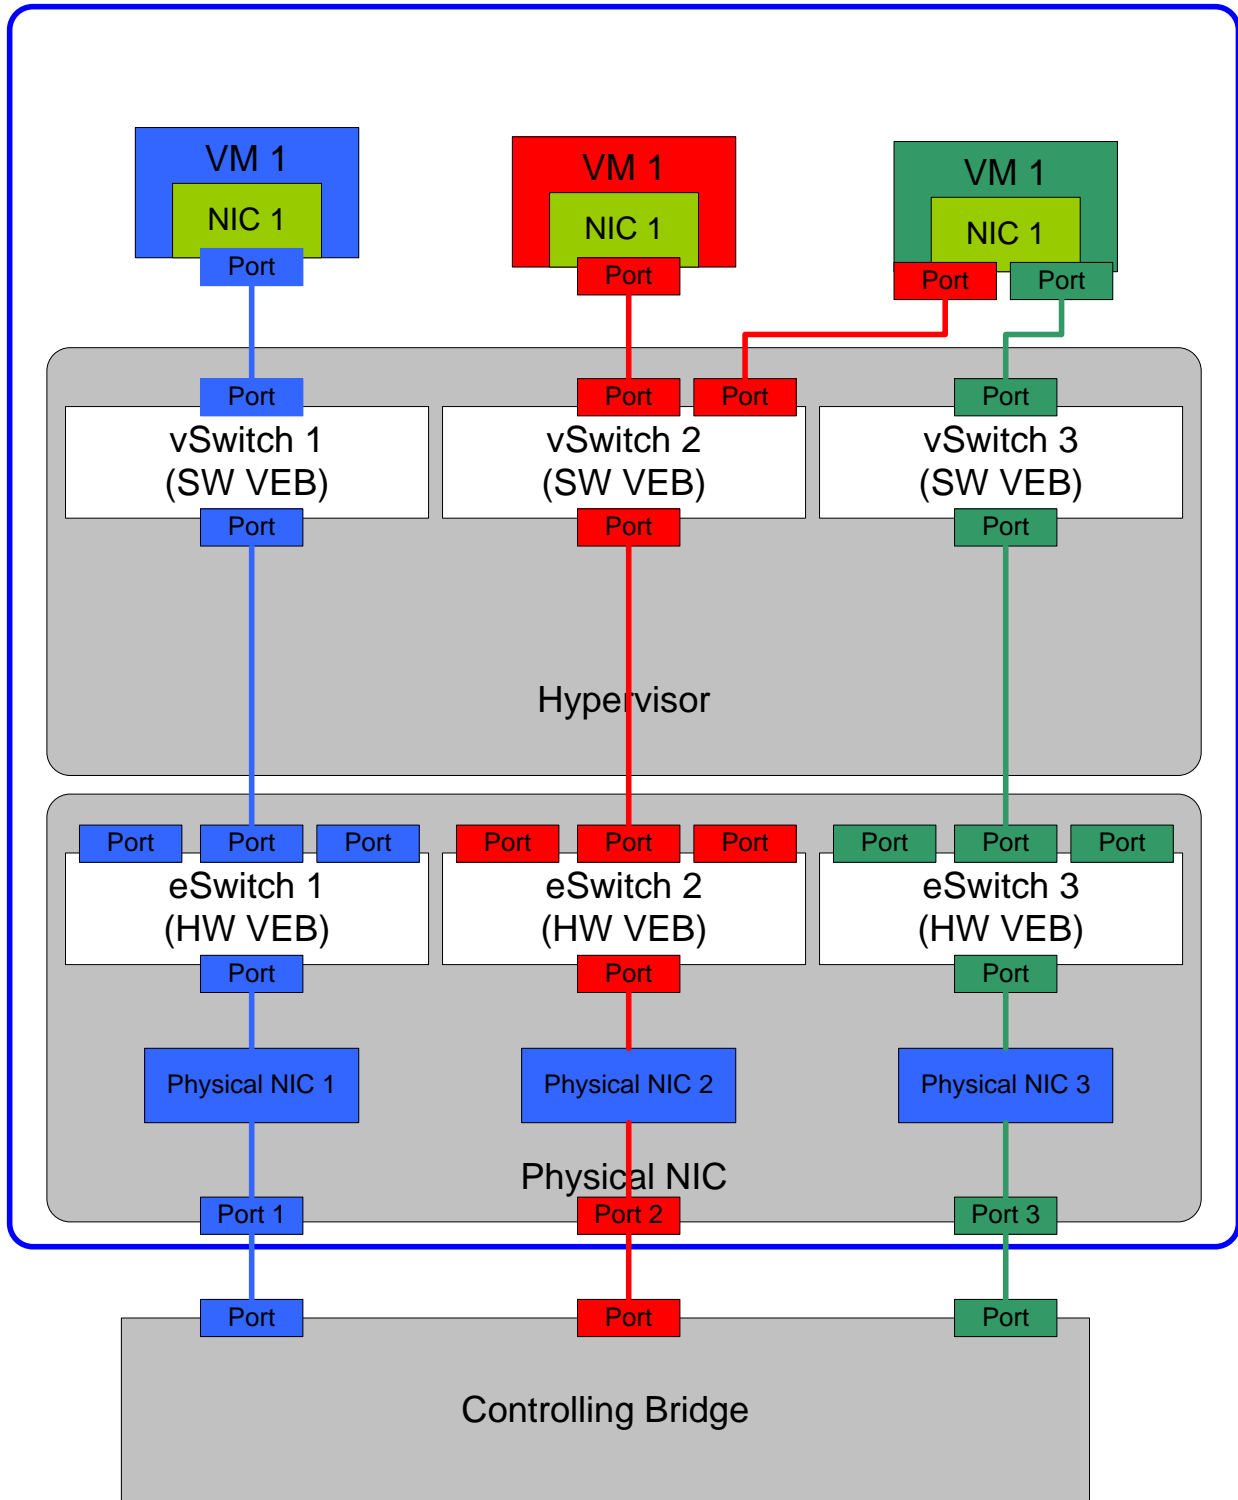 VM 1
VM 1
VM 1
NIC 1
NIC 1
NIC 1
Port
Port
Port
Port
Port
Port
Port
Port
vSwitch 1
(SW VEB)
vSwitch 2
(SW VEB)
vSwitch 3
(SW VEB)
Port
Port
Port
Hypervisor
Port
Port
Port
Port
Port
Port
Port
Port
Port
eSwitch 1
(HW VEB)
eSwitch 2
(HW VEB)
eSwitch 3
(HW VEB)
Port
Port
Port
Physical NIC 1
Physical NIC 2
Physical NIC 3
Physical NIC
Port 1
Port 2
Port 3
Port
Port
Port
Controlling Bridge